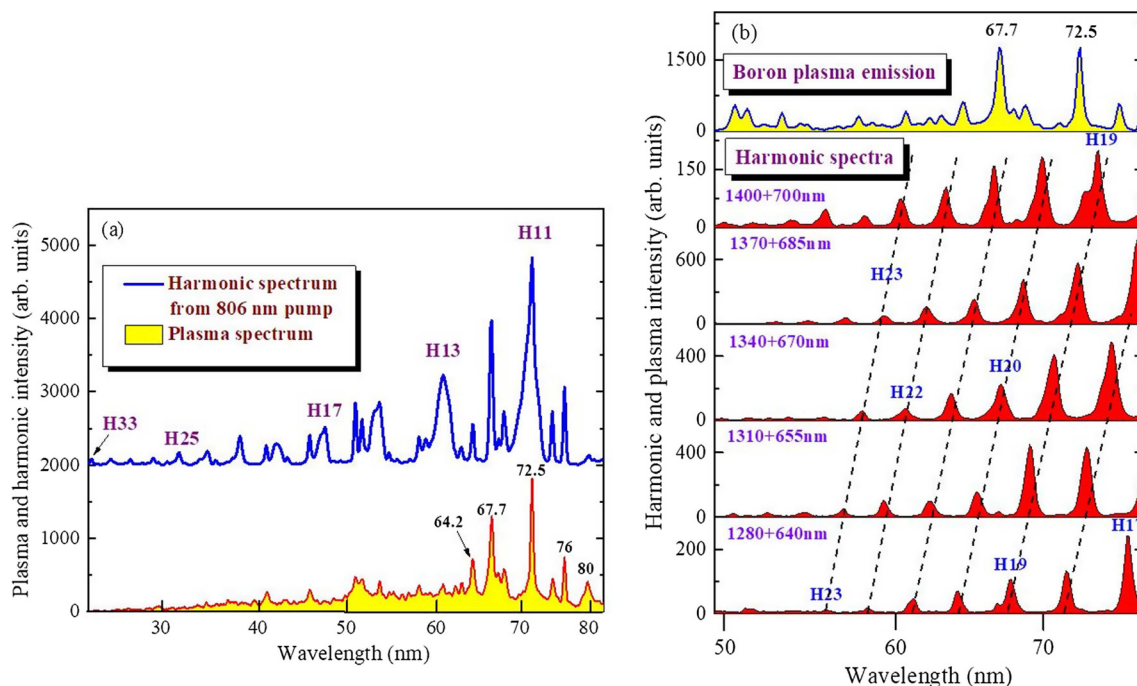 (a)
Plasma and harmonic intensity (arb. units)
5000
4000
3000
2000
1000
0
Harmonic spectrum
from 806 nm pump
Plasma spectrum
H33
H25
H17
H13
H11
64.2
67.7
72.5
76
80
30
40
50
60
70
80
Wavelength (nm)
(b)
Harmonic and plasma intensity (arb. units)
67.7
72.5
1500
0
Boron plasma emission
Harmonic spectra
H19
150
0
1400+700nm
1370+685nm
600
0
H23
1340+670nm
400
0
H22
H20
1310+655nm
400
0
1280+640nm
200
0
H23
H19
H1
50
60
70
Wavelength (nm)